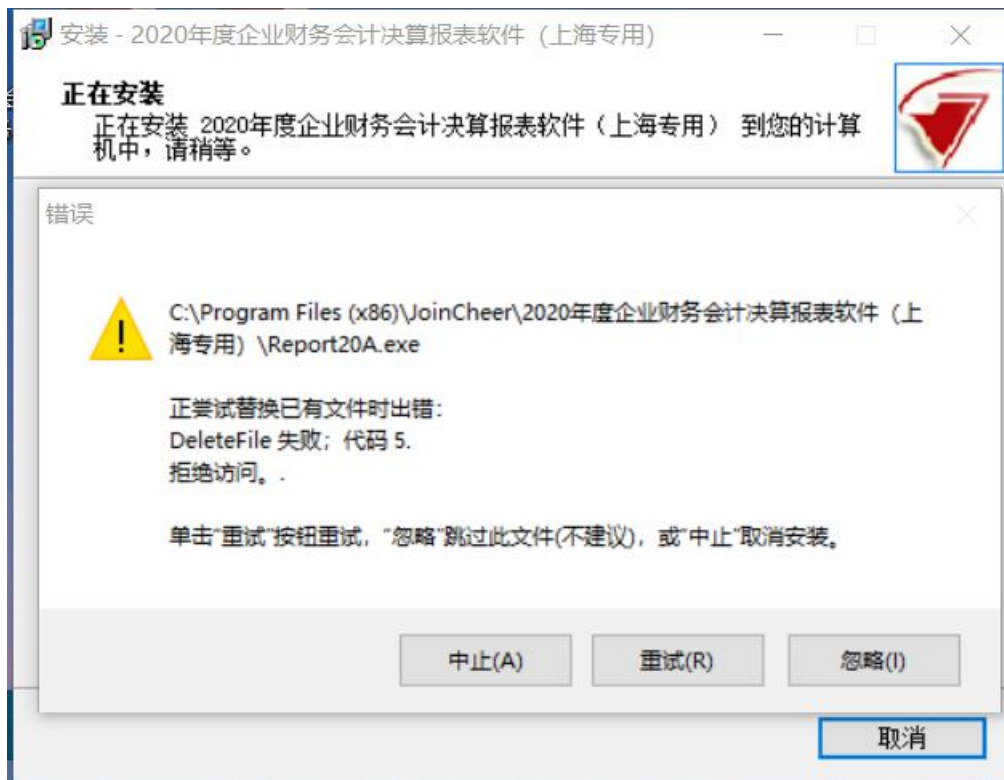 安装 - 2020年度企业财务会计决算报表软件（上海专用）
正在安装
正在安装 2020年度企业财务会计决算报表软件（上海专用） 到您的计算
机中，请稍等。
错误
C:\Program Files (x86)\JoinCheer\2020年度企业财务会计决算报表软件（上
海专用）\Report20A.exe
正尝试替换已有文件时出错：
DeleteFile 失败；代码 5.
拒绝访问。.
单击“重试”按钮重试，“忽略”跳过此文件(不建议)，或“中止”取消安装。
中止(A) 重试(R) 忽略(I)
取消